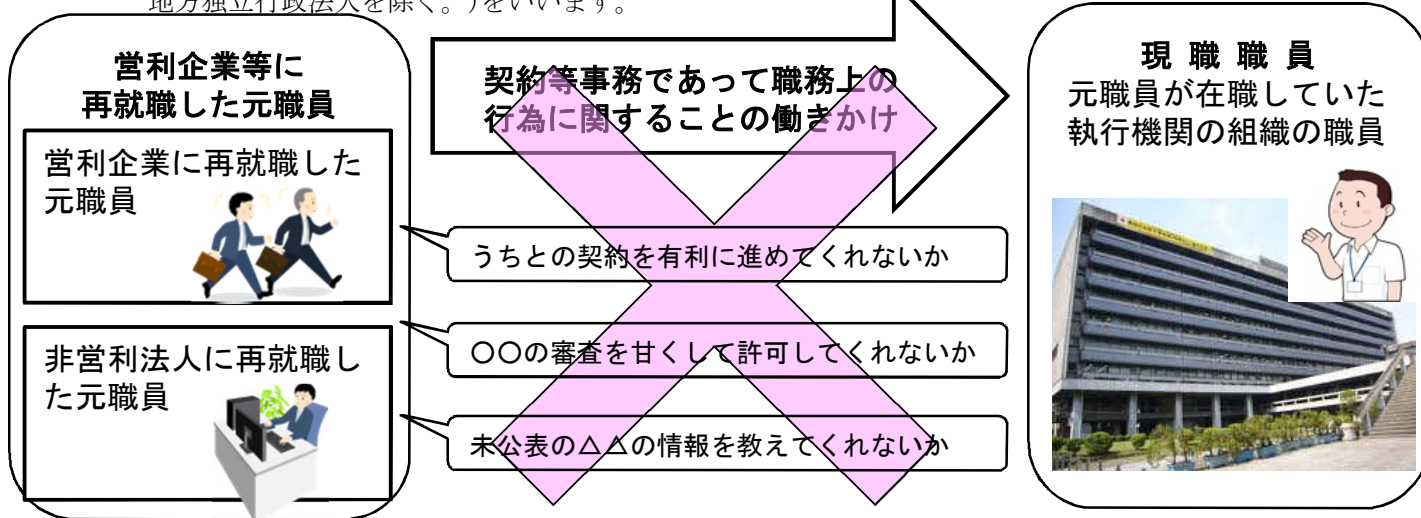 地方独立行政法人を除く。)をいいます。
営利企業等に
再就職した元職員
営利企業に再就職した
元職員
非営利法人に再就職し
た元職員
契約等事務であって職務上の
行為に関することの働きかけ
うちとの契約を有利に進めてくれないか
〇〇の審査を甘くして許可してくれないか
未公表の△△の情報を教えてくれないか
現 職 職 員
元職員が在職していた
執行機関の組織の職員